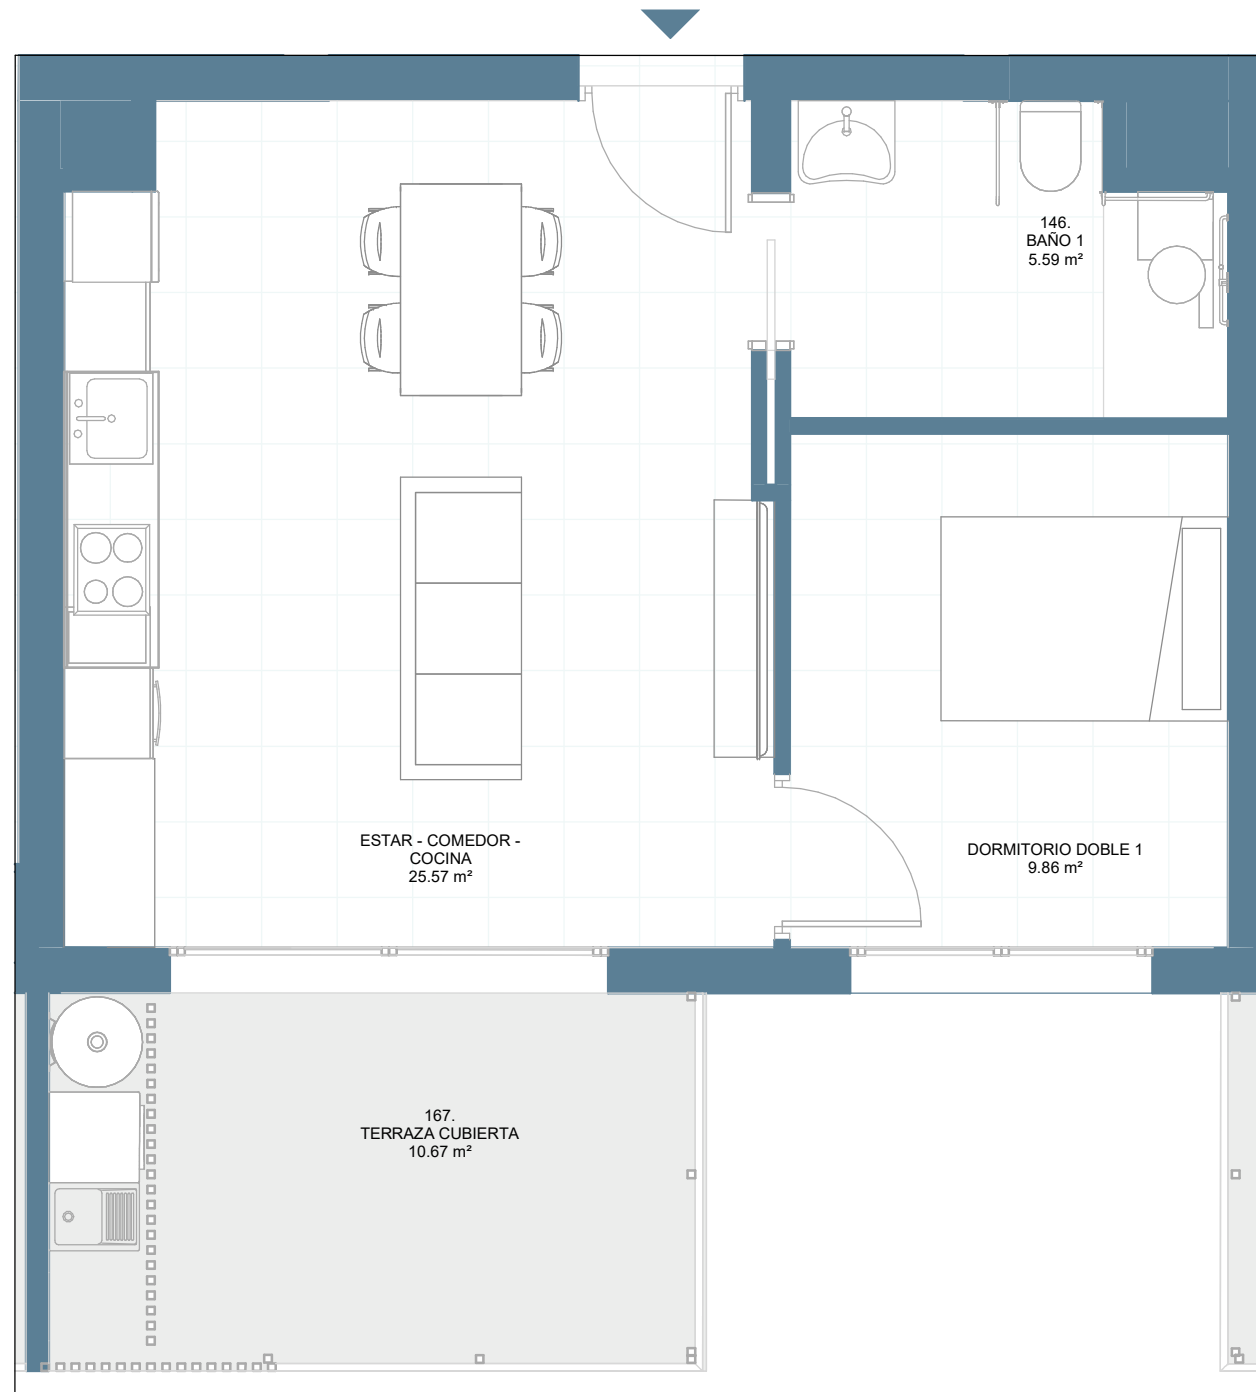 146.
BAÑO 1
5.59 m²
ESTAR - COMEDOR -
COCINA
25.57 m²
DORMITORIO DOBLE 1
9.86 m²
167.
TERRAZA CUBIERTA
10.67 m²